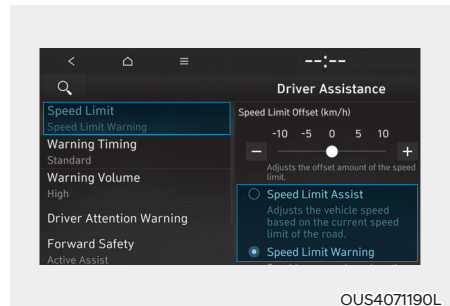 --:--
Driver Assistance
Speed Limit
Speed Limit Warning
Warning Timing
Standard
Warning Volume
High
Driver Attention Warning
Forward Safety
Active Assist
Speed Limit Offset (km/h)
-10 -5 0 5 10
− +
Adjusts the offset amount of the speed
limit.
Speed Limit Assist
Adjusts the vehicle speed
based on the current speed
limit of the road.
Speed Limit Warning
OUS4071190L